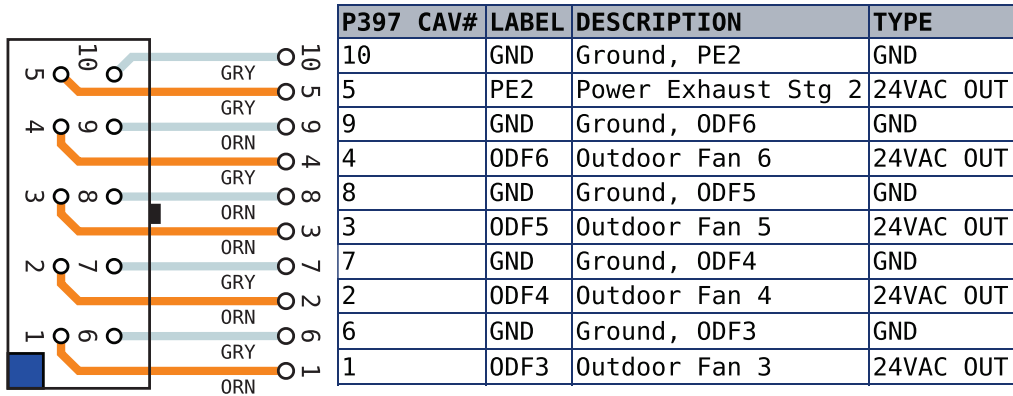 P397 CAV# LABEL DESCRIPTION TYPE
10 GND Ground, PE2 GND
5 PE2 Power Exhaust Stg 2 24VAC OUT
9 GND Ground, ODF6 GND
4 ODF6 Outdoor Fan 6 24VAC OUT
8 GND Ground, ODF5 GND
3 ODF5 Outdoor Fan 5 24VAC OUT
7 GND Ground, ODF4 GND
2 ODF4 Outdoor Fan 4 24VAC OUT
6 GND Ground, ODF3 GND
1 ODF3 Outdoor Fan 3 24VAC OUT
5 10 GRY 10
GRY 5
4 9 ORN 9
GRY 4
3 8 ORN 8
ORN 3
2 7 GRY 7
ORN 2
1 6 GRY 6
ORN 1